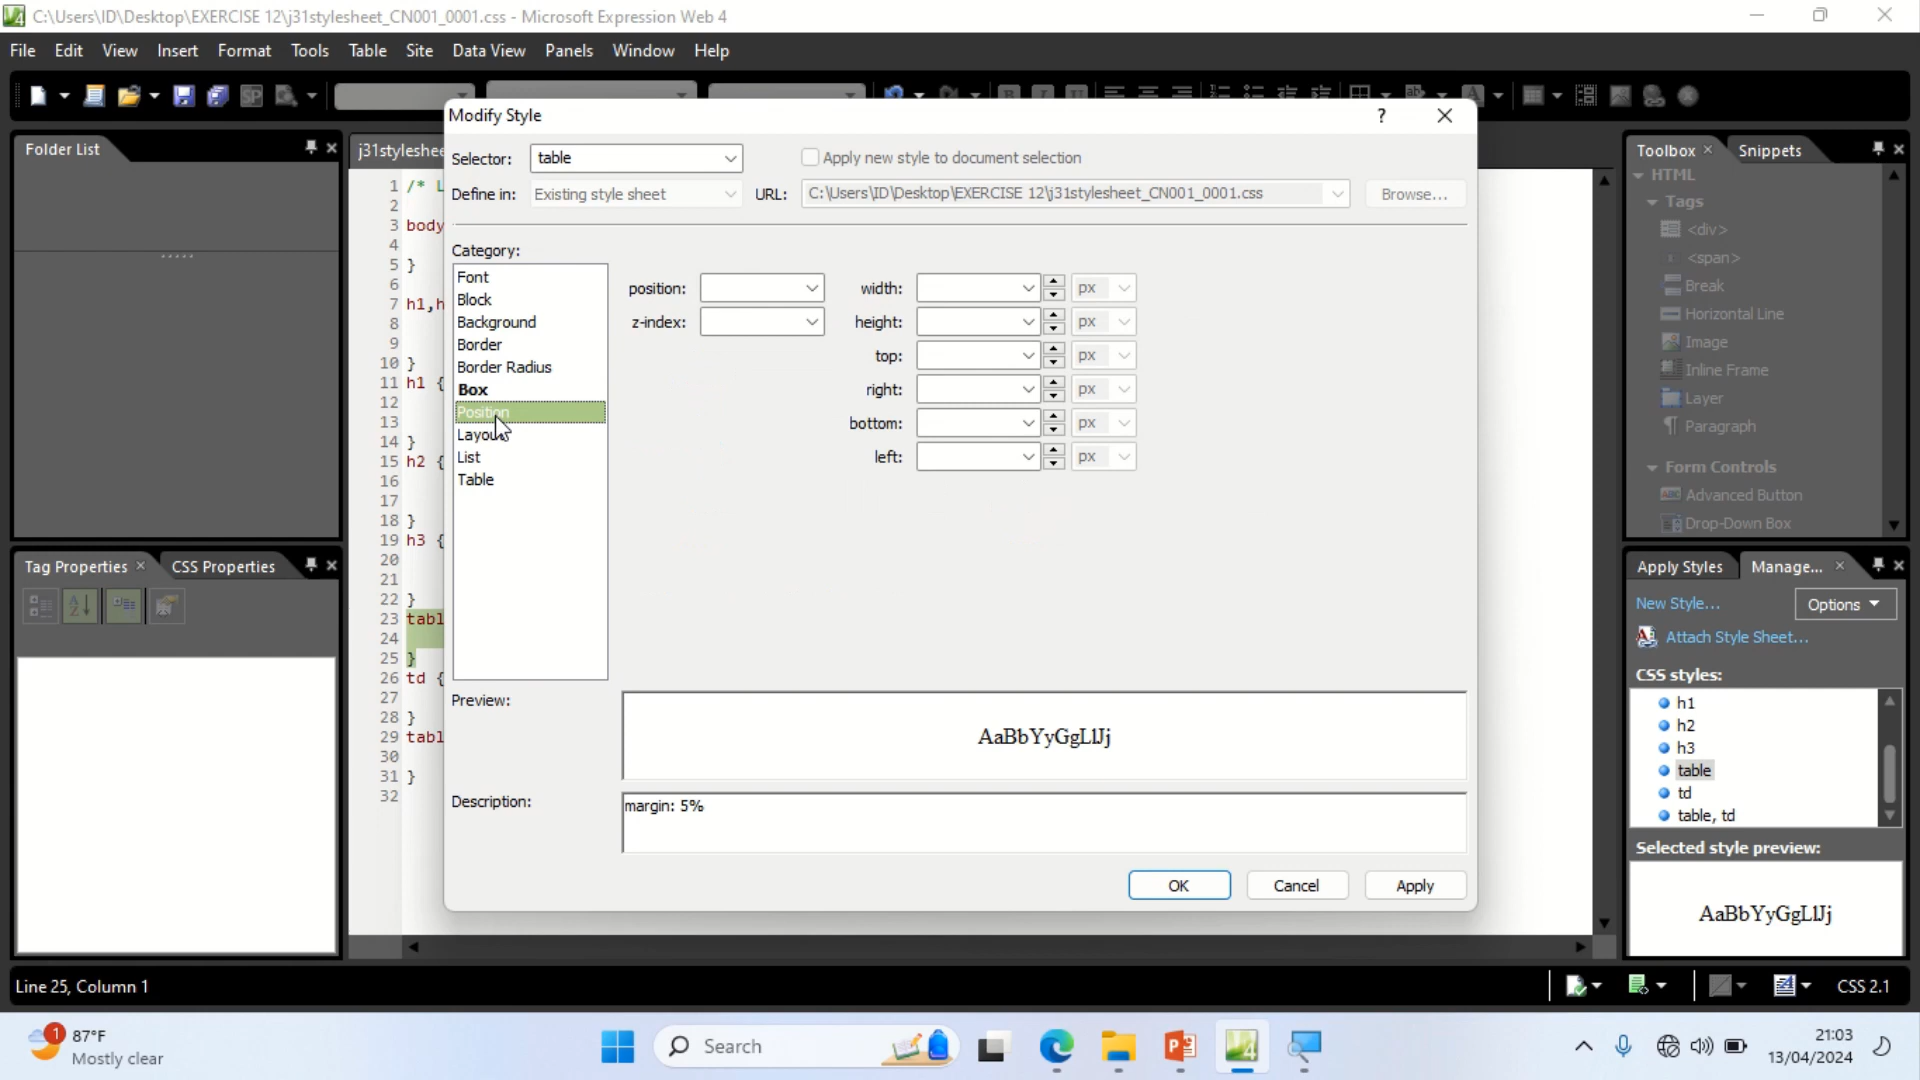 C:\Users\ID\Desktop\EXERCISE 12\j31stylesheet_CN001_0001.css - Microsoft Expression Web 4
File Edit View Insert Format Tools Table Site Data View Panels Window Help
Modify Style
Folder List
j31styleshee
Selector: table
Apply new style to document selection
Define in: Existing style sheet
URL: C:\Users\ID\Desktop\EXERCISE 12\j31stylesheet_CN001_0001.css
Browse...
Category:
Font
Block
Background
Border
Border Radius
Box
Position
Layout
List
Table
position:
z-index:
width: px
height: px
top: px
right: px
bottom: px
left: px
Preview:
AaBbYyGgLlJj
Description:
margin: 5%
OK Cancel Apply
1 /* L
2
3 body
4
5 }
6
7 h1,h
8
9
10 }
11 h1 {
12
13
14 }
15 h2 {
16
17
18 }
19 h3 {
20
21
22 }
23 tabl
24
25 }
26 td {
27
28 }
29 tabl
30
31 }
32
Tag Properties CSS Properties
Toolbox Snippets
HTML
Tags
<div>
<span>
Break
Horizontal Line
Image
Inline Frame
Layer
Paragraph
Form Controls
Advanced Button
Drop-Down Box
Apply Styles Manage...
New Style... Options
Attach Style Sheet...
CSS styles:
h1
h2
h3
table
td
table, td
Selected style preview:
AaBbYyGgLlJj
Line 25, Column 1
CSS 2.1
1
87°F
Mostly clear
Search
21:03
13/04/2024